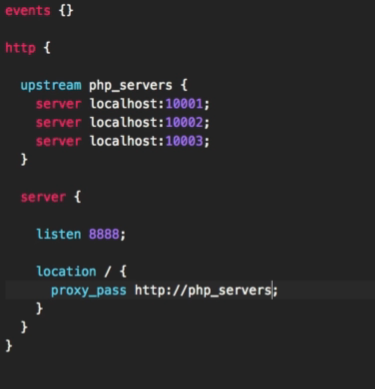 events {}
http {
upstream php_servers {
server localhost:10001;
server localhost:10002;
server localhost:10003;
}
server {
listen 8888;
location / {
proxy_pass http://php_servers;
}
}
}